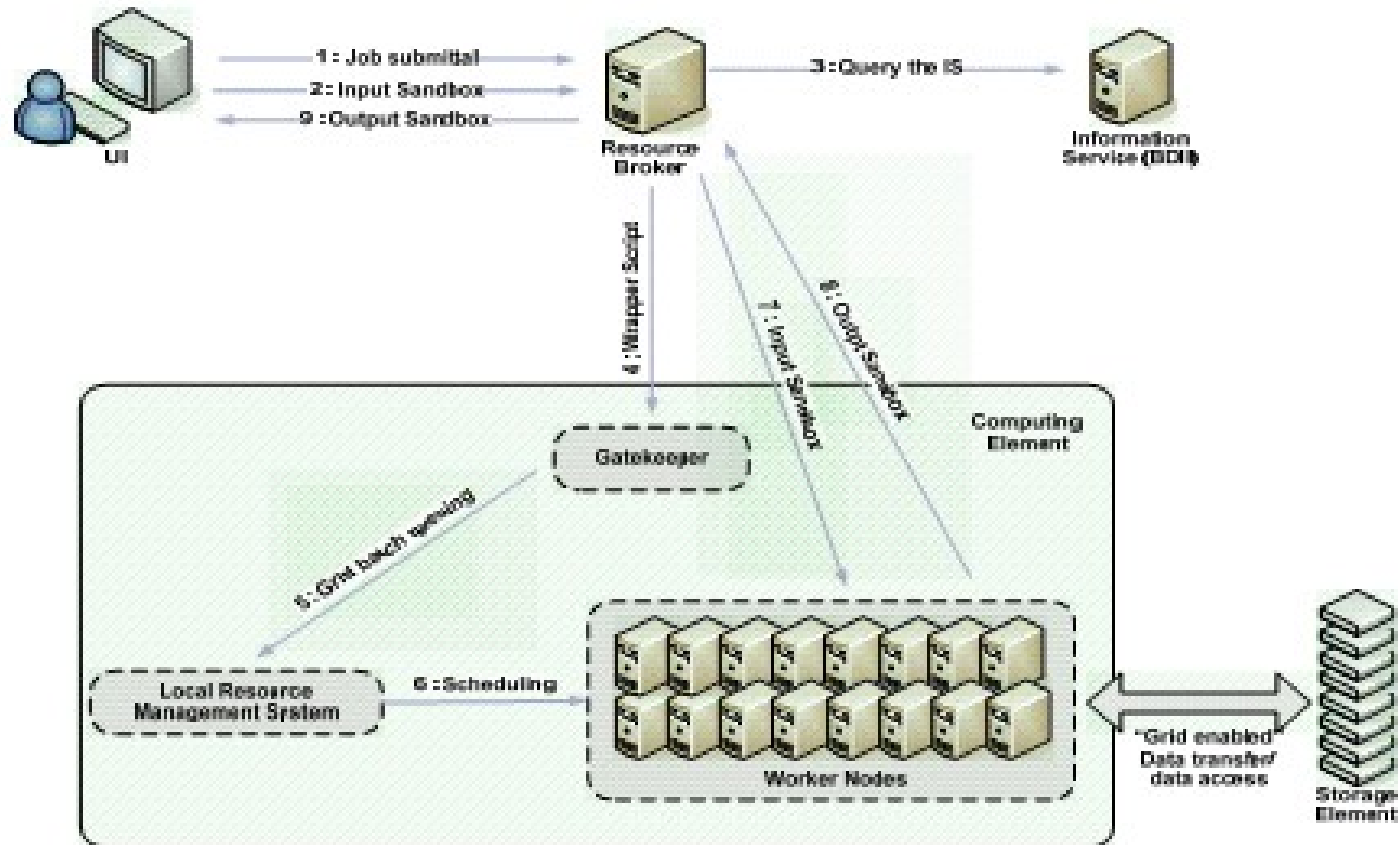 1: Job submittal
2: Input Sandbox
9: Output Sandbox
UI
Resource
Broker
3: Query the IS
Information
Service (BDII)
4: Wrapper Script
7: Input Sandbox
8: Outpt Sandbox
Computing
Element
Gatekeeper
5: Grid batch queuing
Local Resource
Management System
6: Scheduling
Worker Nodes
"Grid enabled"
Data transfer/
data access
Storage
Element